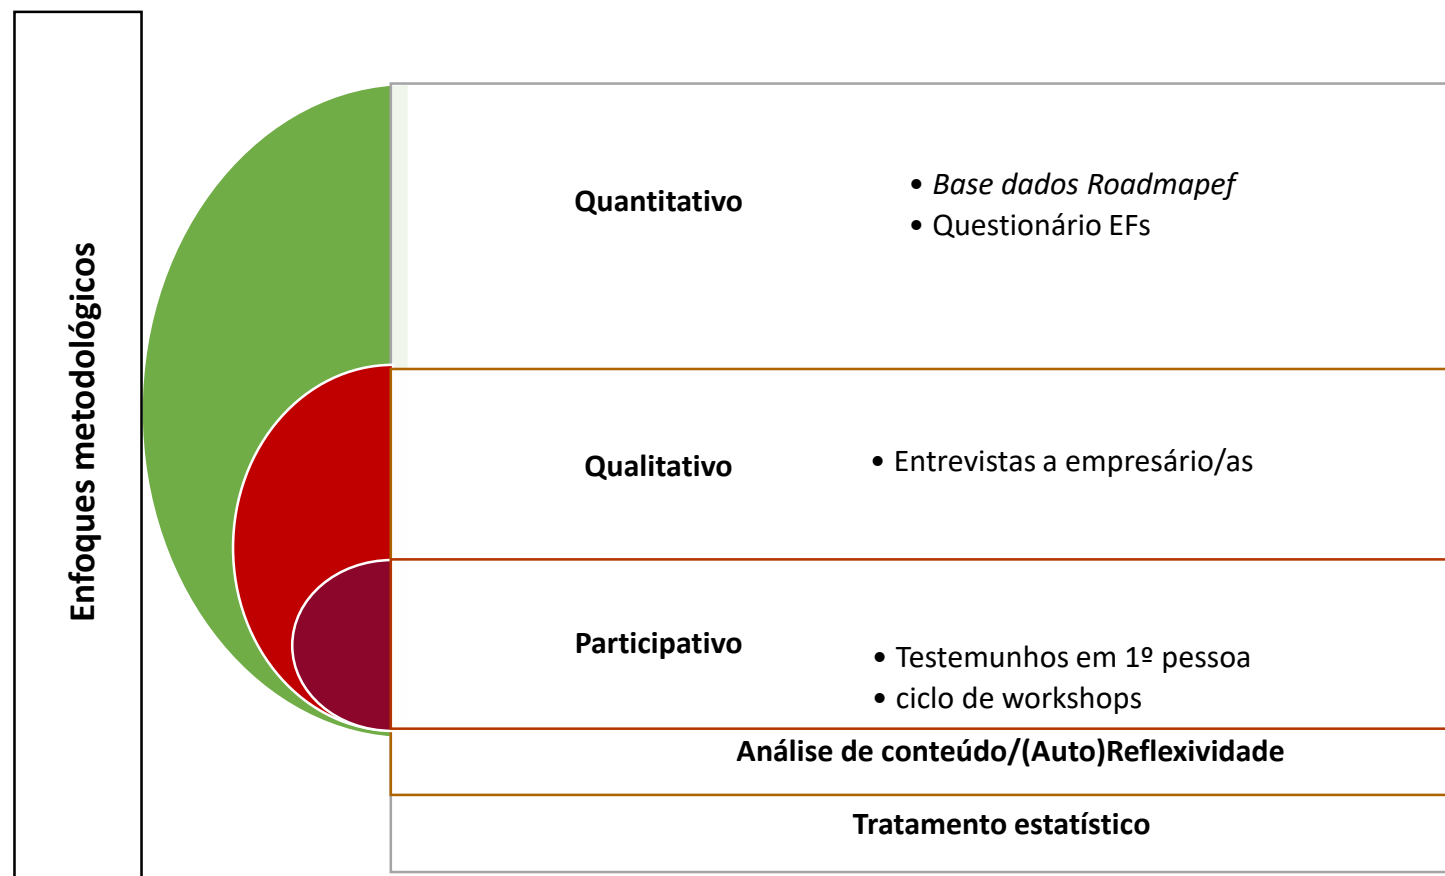 Enfoques metodológicos
Quantitativo
• Base dados Roadmapef
• Questionário EFs
Qualitativo
• Entrevistas a empresário/as
Participativo
• Testemunhos em 1º pessoa
• ciclo de workshops
Análise de conteúdo/(Auto)Reflexividade
Tratamento estatístico